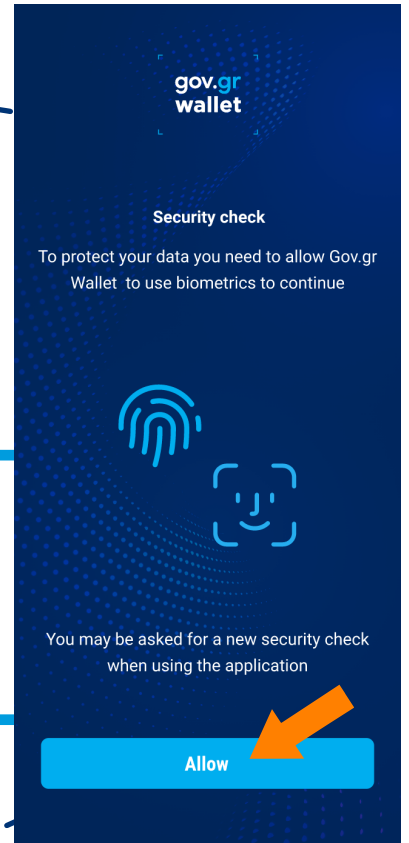 gov.gr
wallet
Security check
To protect your data you need to allow Gov.gr
Wallet to use biometrics to continue
You may be asked for a new security check
when using the application
Allow